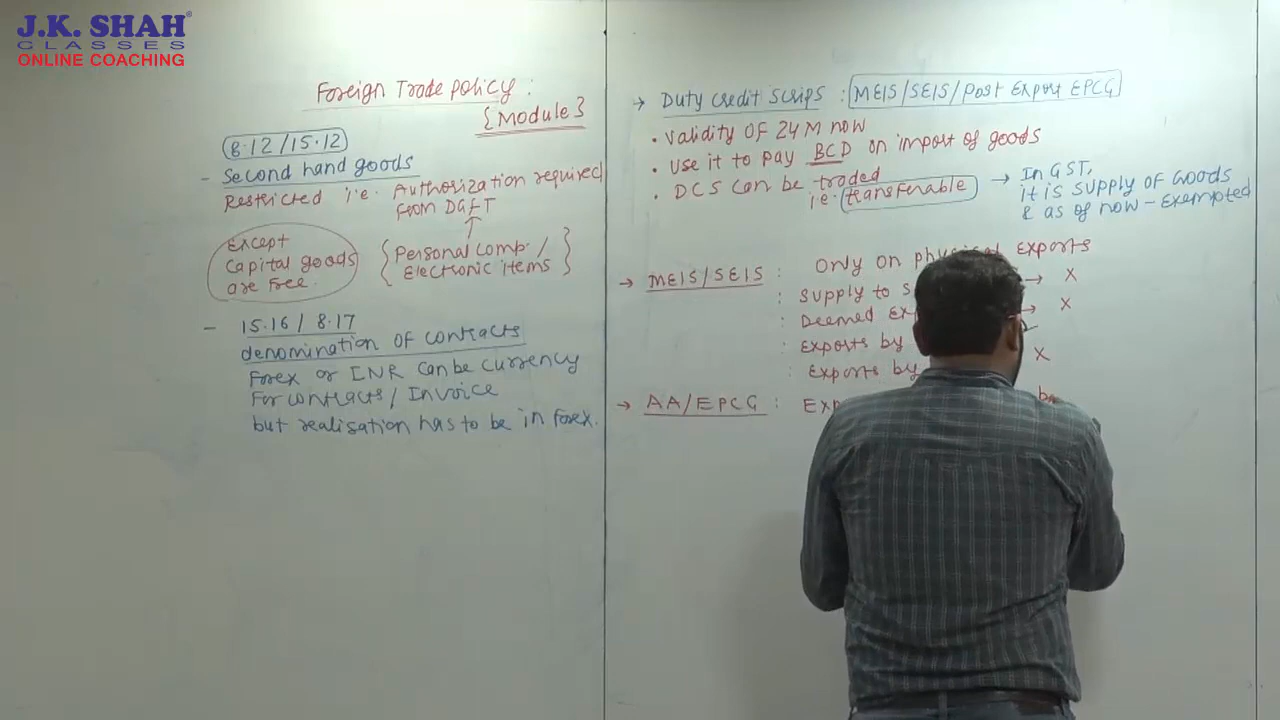 J.K. SHAH®
CLASSES
ONLINE COACHING
Foreign Trade policy :
{Module 3}
8.12 / 15.12
- Second hand goods
Restricted i.e. Authorization required
from DGFT
Except
capital goods
are Free.
{Personal comp. /
Electronic items}
- 15.16 / 8.17
denomination of contracts
Forex or INR can be currency
For contracts / Invoice
but realisation has to be in forex.
→ Duty credit scrips : MEIS/SEIS/Post Export EPCG
• Validity OF 24 M now
• Use it to pay BCD on import of goods
• DCS can be traded
i.e. transferable
→ In GST,
it is supply of Goods
& as of now - Exempted
→ MEIS/SEIS : Only on physical exports
: Supply to → X
: Deemed → X
: Exports by
: Exports by X
→ AA/EPCG :